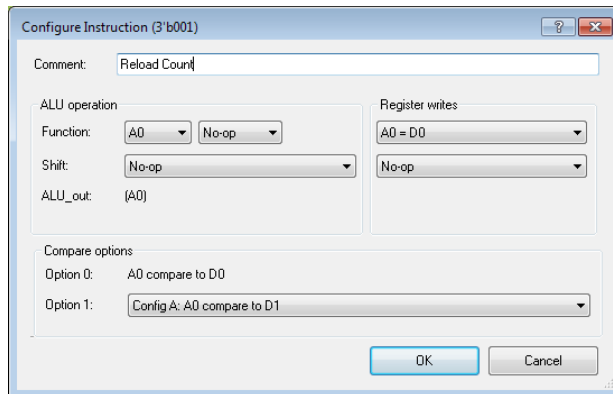 Configure Instruction (3'b001)
Comment: Reload Count
ALU operation
Register writes
Function: A0 No-op
A0 = D0
Shift: No-op
No-op
ALU_out: (A0)
Compare options
Option 0: A0 compare to D0
Option 1: Config A: A0 compare to D1
OK Cancel